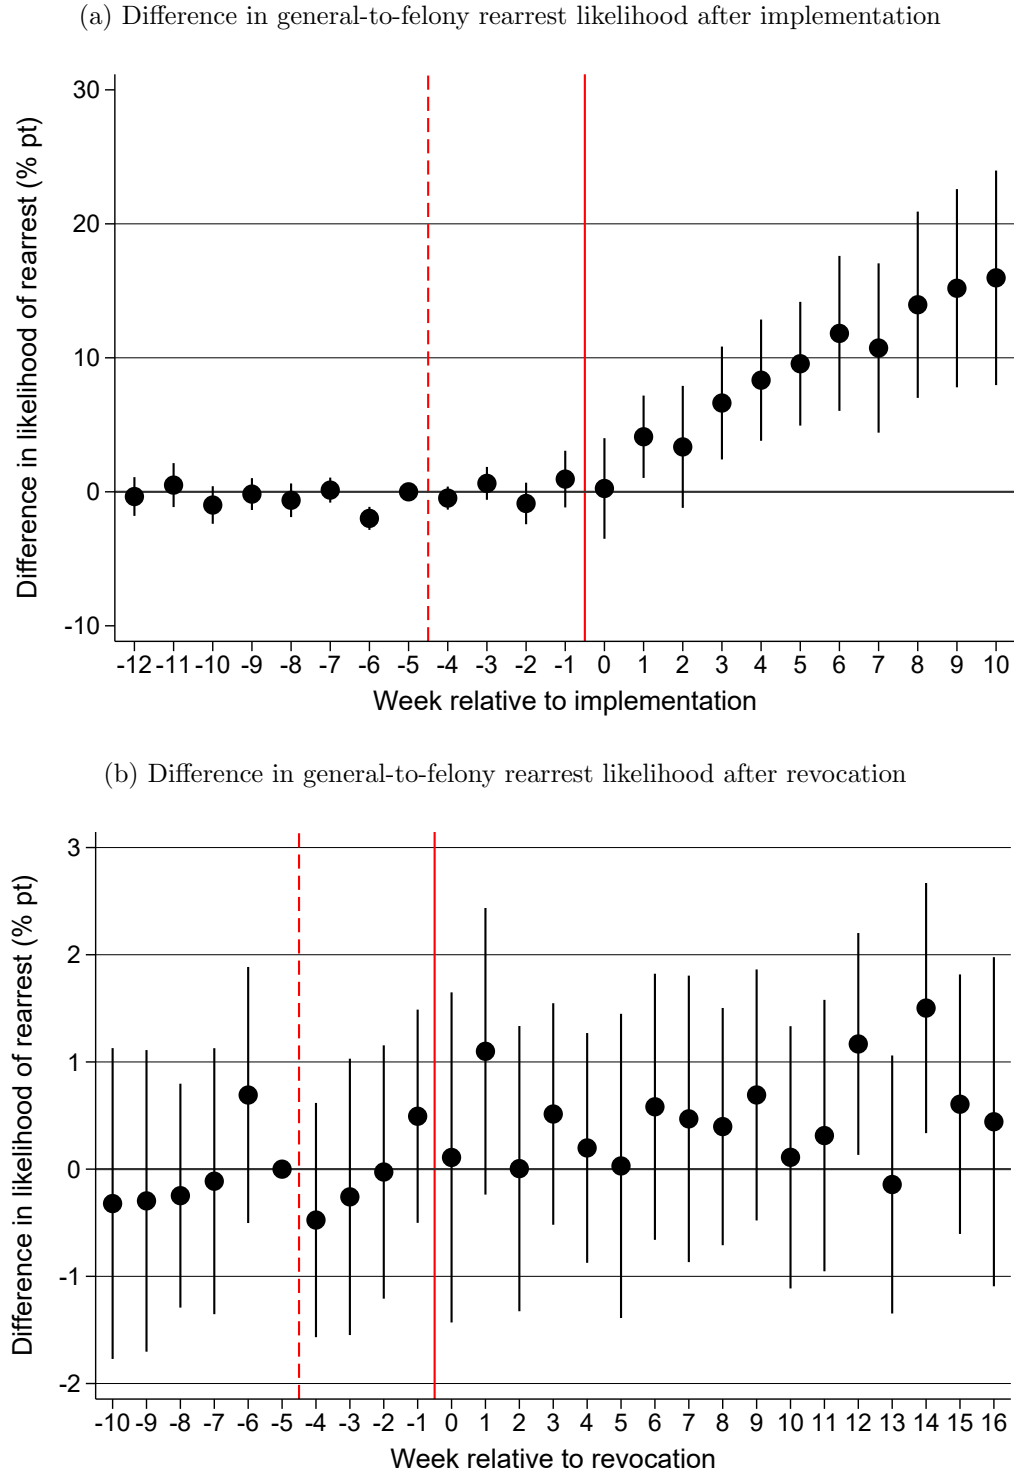 (a) Difference in general-to-felony rearrest likelihood after implementation
Difference in likelihood of rearrest (% pt)
30
20
10
0
-10
-12 -11 -10 -9 -8 -7 -6 -5 -4 -3 -2 -1 0 1 2 3 4 5 6 7 8 9 10
Week relative to implementation
(b) Difference in general-to-felony rearrest likelihood after revocation
Difference in likelihood of rearrest (% pt)
3
2
1
0
-1
-2
-10 -9 -8 -7 -6 -5 -4 -3 -2 -1 0 1 2 3 4 5 6 7 8 9 10 11 12 13 14 15 16
Week relative to revocation